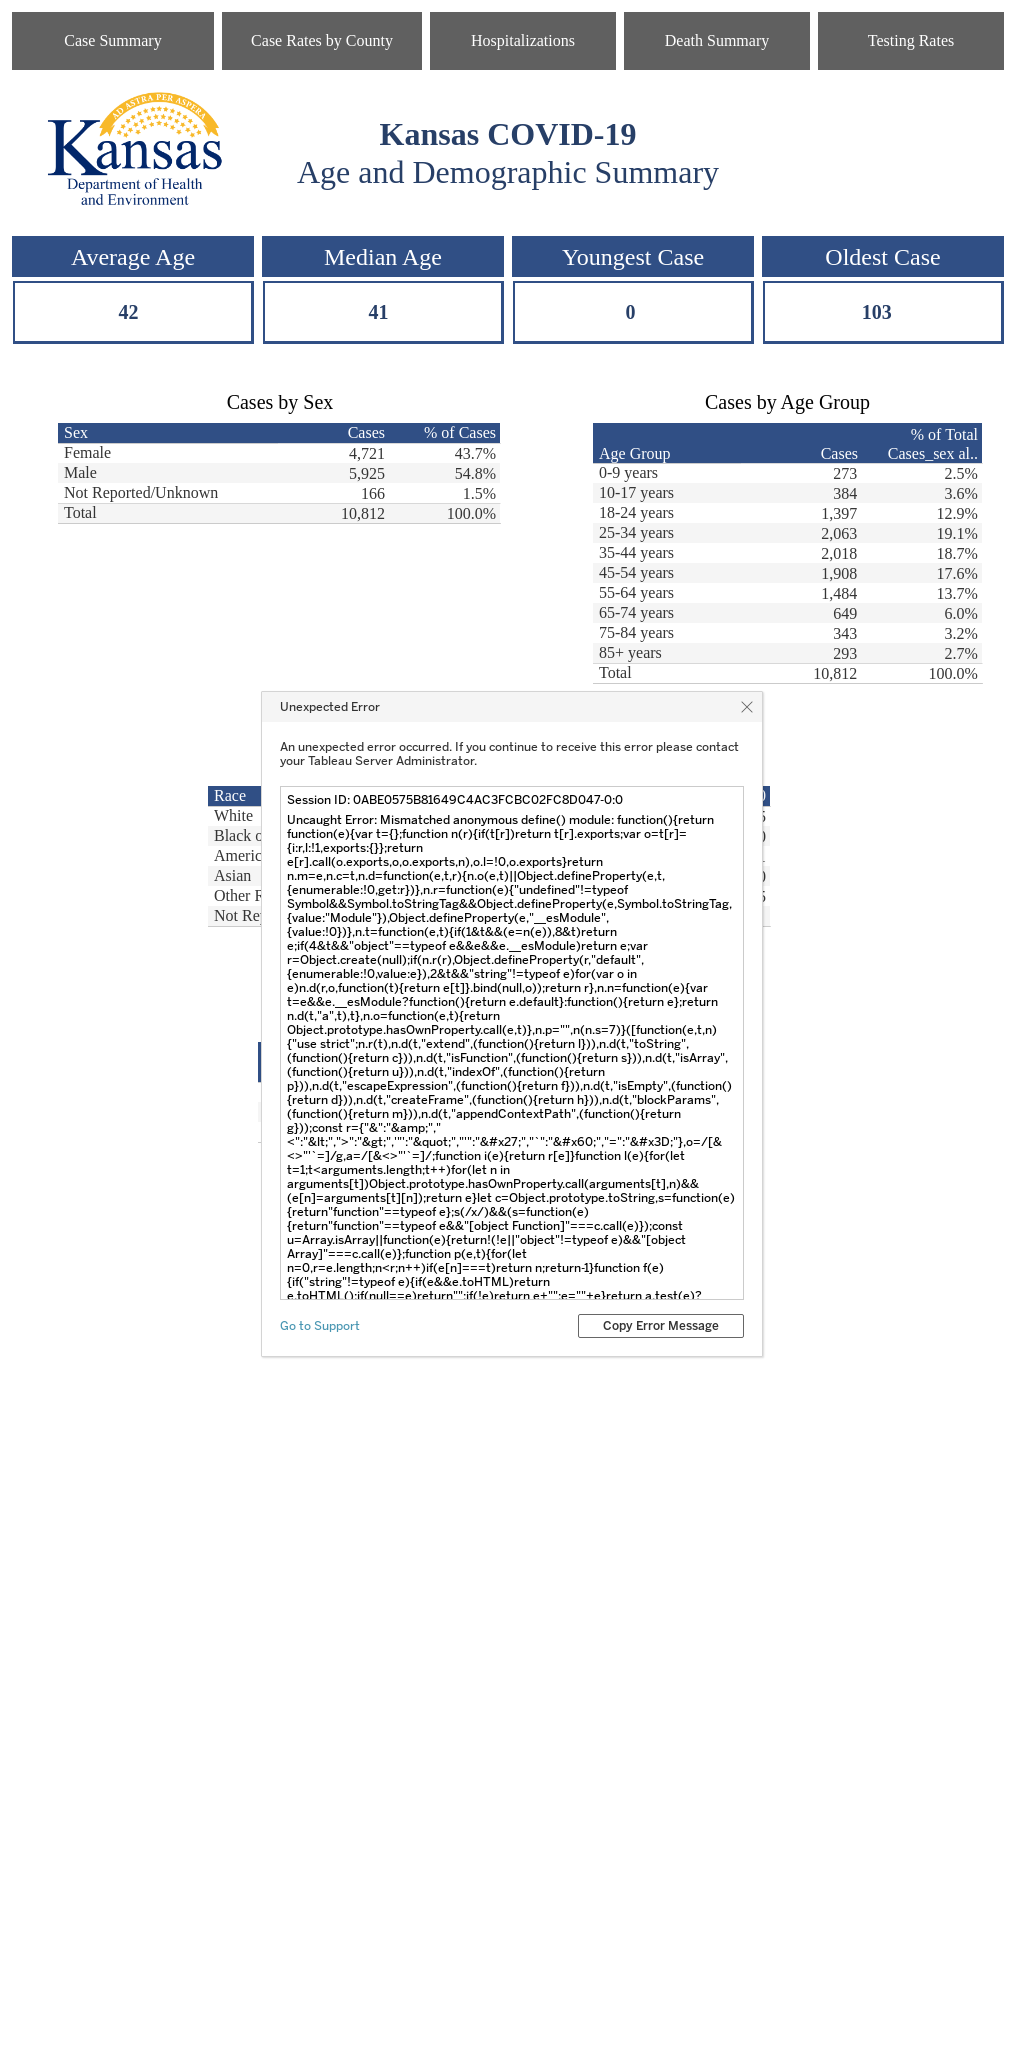 Case Summary
Case Rates by County
Hospitalizations
Death Summary
Testing Rates
AD ASTRA PER ASPERA
Kansas
Department of Health
and Environment
Kansas COVID-19
Age and Demographic Summary
Average Age
Median Age
Youngest Case
Oldest Case
42
41
0
103
Cases by Sex
Sex Cases % of Cases
Female 4,721 43.7%
Male 5,925 54.8%
Not Reported/Unknown 166 1.5%
Total 10,812 100.0%
Cases by Age Group
% of Total
Age Group Cases Cases_sex al..
0-9 years 273 2.5%
10-17 years 384 3.6%
18-24 years 1,397 12.9%
25-34 years 2,063 19.1%
35-44 years 2,018 18.7%
45-54 years 1,908 17.6%
55-64 years 1,484 13.7%
65-74 years 649 6.0%
75-84 years 343 3.2%
85+ years 293 2.7%
Total 10,812 100.0%
Race
White
Black
Asian
Other
Not
Unexpected Error
An unexpected error occurred. If you continue to receive this error please contact
your Tableau Server Administrator.
Session ID: 0ABE0575B81649C4AC3FCBC02FC8D047-0:0
Uncaught Error: Mismatched anonymous define() module: function(){return
function(e){var t={};function n(r){if(t[r])return t[r].exports;var o=t[r]=
{i:r,l:!1,exports:{}};return
e[r].call(o.exports,o,o.exports,n),o.l=!0,o.exports}return
n.m=e,n.c=t,n.d=function(e,t,r){n.o(e,t)||Object.defineProperty(e,t,
{enumerable:!0,get:r})},n.r=function(e){"undefined"!=typeof
Symbol&&Symbol.toStringTag&&Object.defineProperty(e,Symbol.toStringTag,
{value:"Module"}),Object.defineProperty(e,"__esModule",
{value:!0})},n.t=function(e,t){if(1&t&&(e=n(e)),8&t)return
e;if(4&t&&"object"==typeof e&&e&&e.__esModule)return e;var
r=Object.create(null);if(n.r(r),Object.defineProperty(r,"default",
{enumerable:!0,value:e}),2&t&&"string"!=typeof e)for(var o in
e)n.d(r,o,function(t){return e[t]}.bind(null,o));return r},n.n=function(e){var
t=e&&e.__esModule?function(){return e.default}:function(){return e};return
n.d(t,"a",t),t},n.o=function(e,t){return
Object.prototype.hasOwnProperty.call(e,t)},n.p="",n(n.s=7)}([function(e,t,n)
{"use strict";n.r(t),n.d(t,"extend",(function(){return l})),n.d(t,"toString",
(function(){return c})),n.d(t,"isFunction",(function(){return s})),n.d(t,"isArray",
(function(){return u})),n.d(t,"indexOf",(function(){return
p})),n.d(t,"escapeExpression",(function(){return f})),n.d(t,"isEmpty",(function()
{return d})),n.d(t,"createFrame",(function(){return h})),n.d(t,"blockParams",
(function(){return m})),n.d(t,"appendContextPath",(function(){return
g}));const r={"&":"&amp;","
<":"&lt;",">":"&gt;",'"':"&quot;","'":"&#x27;","`":"&#x60;","=":"&#x3D;"},o=/[&
<>"'`=]/g,a=/[&<>"'`=]/;function i(e){return r[e]}function l(e){for(let
t=1;t<arguments.length;t++)for(let n in
arguments[t])Object.prototype.hasOwnProperty.call(arguments[t],n)&&
(e[n]=arguments[t][n]);return e}let c=Object.prototype.toString,s=function(e)
{return"function"==typeof e};s(/x/)&&(s=function(e)
{return"function"==typeof e&&"[object Function]"===c.call(e)});const
u=Array.isArray||function(e){return!(!e||"object"!=typeof e)&&"[object
Array]"===c.call(e)};function p(e,t){for(let
n=0,r=e.length;n<r;n++)if(e[n]===t)return n;return-1}function f(e)
{if("string"!=typeof e){if(e&&e.toHTML)return
e.toHTML();if(null==e)return"";if(!e)return e+"";e=""+e}return a.test(e)?
Go to Support
Copy Error Message